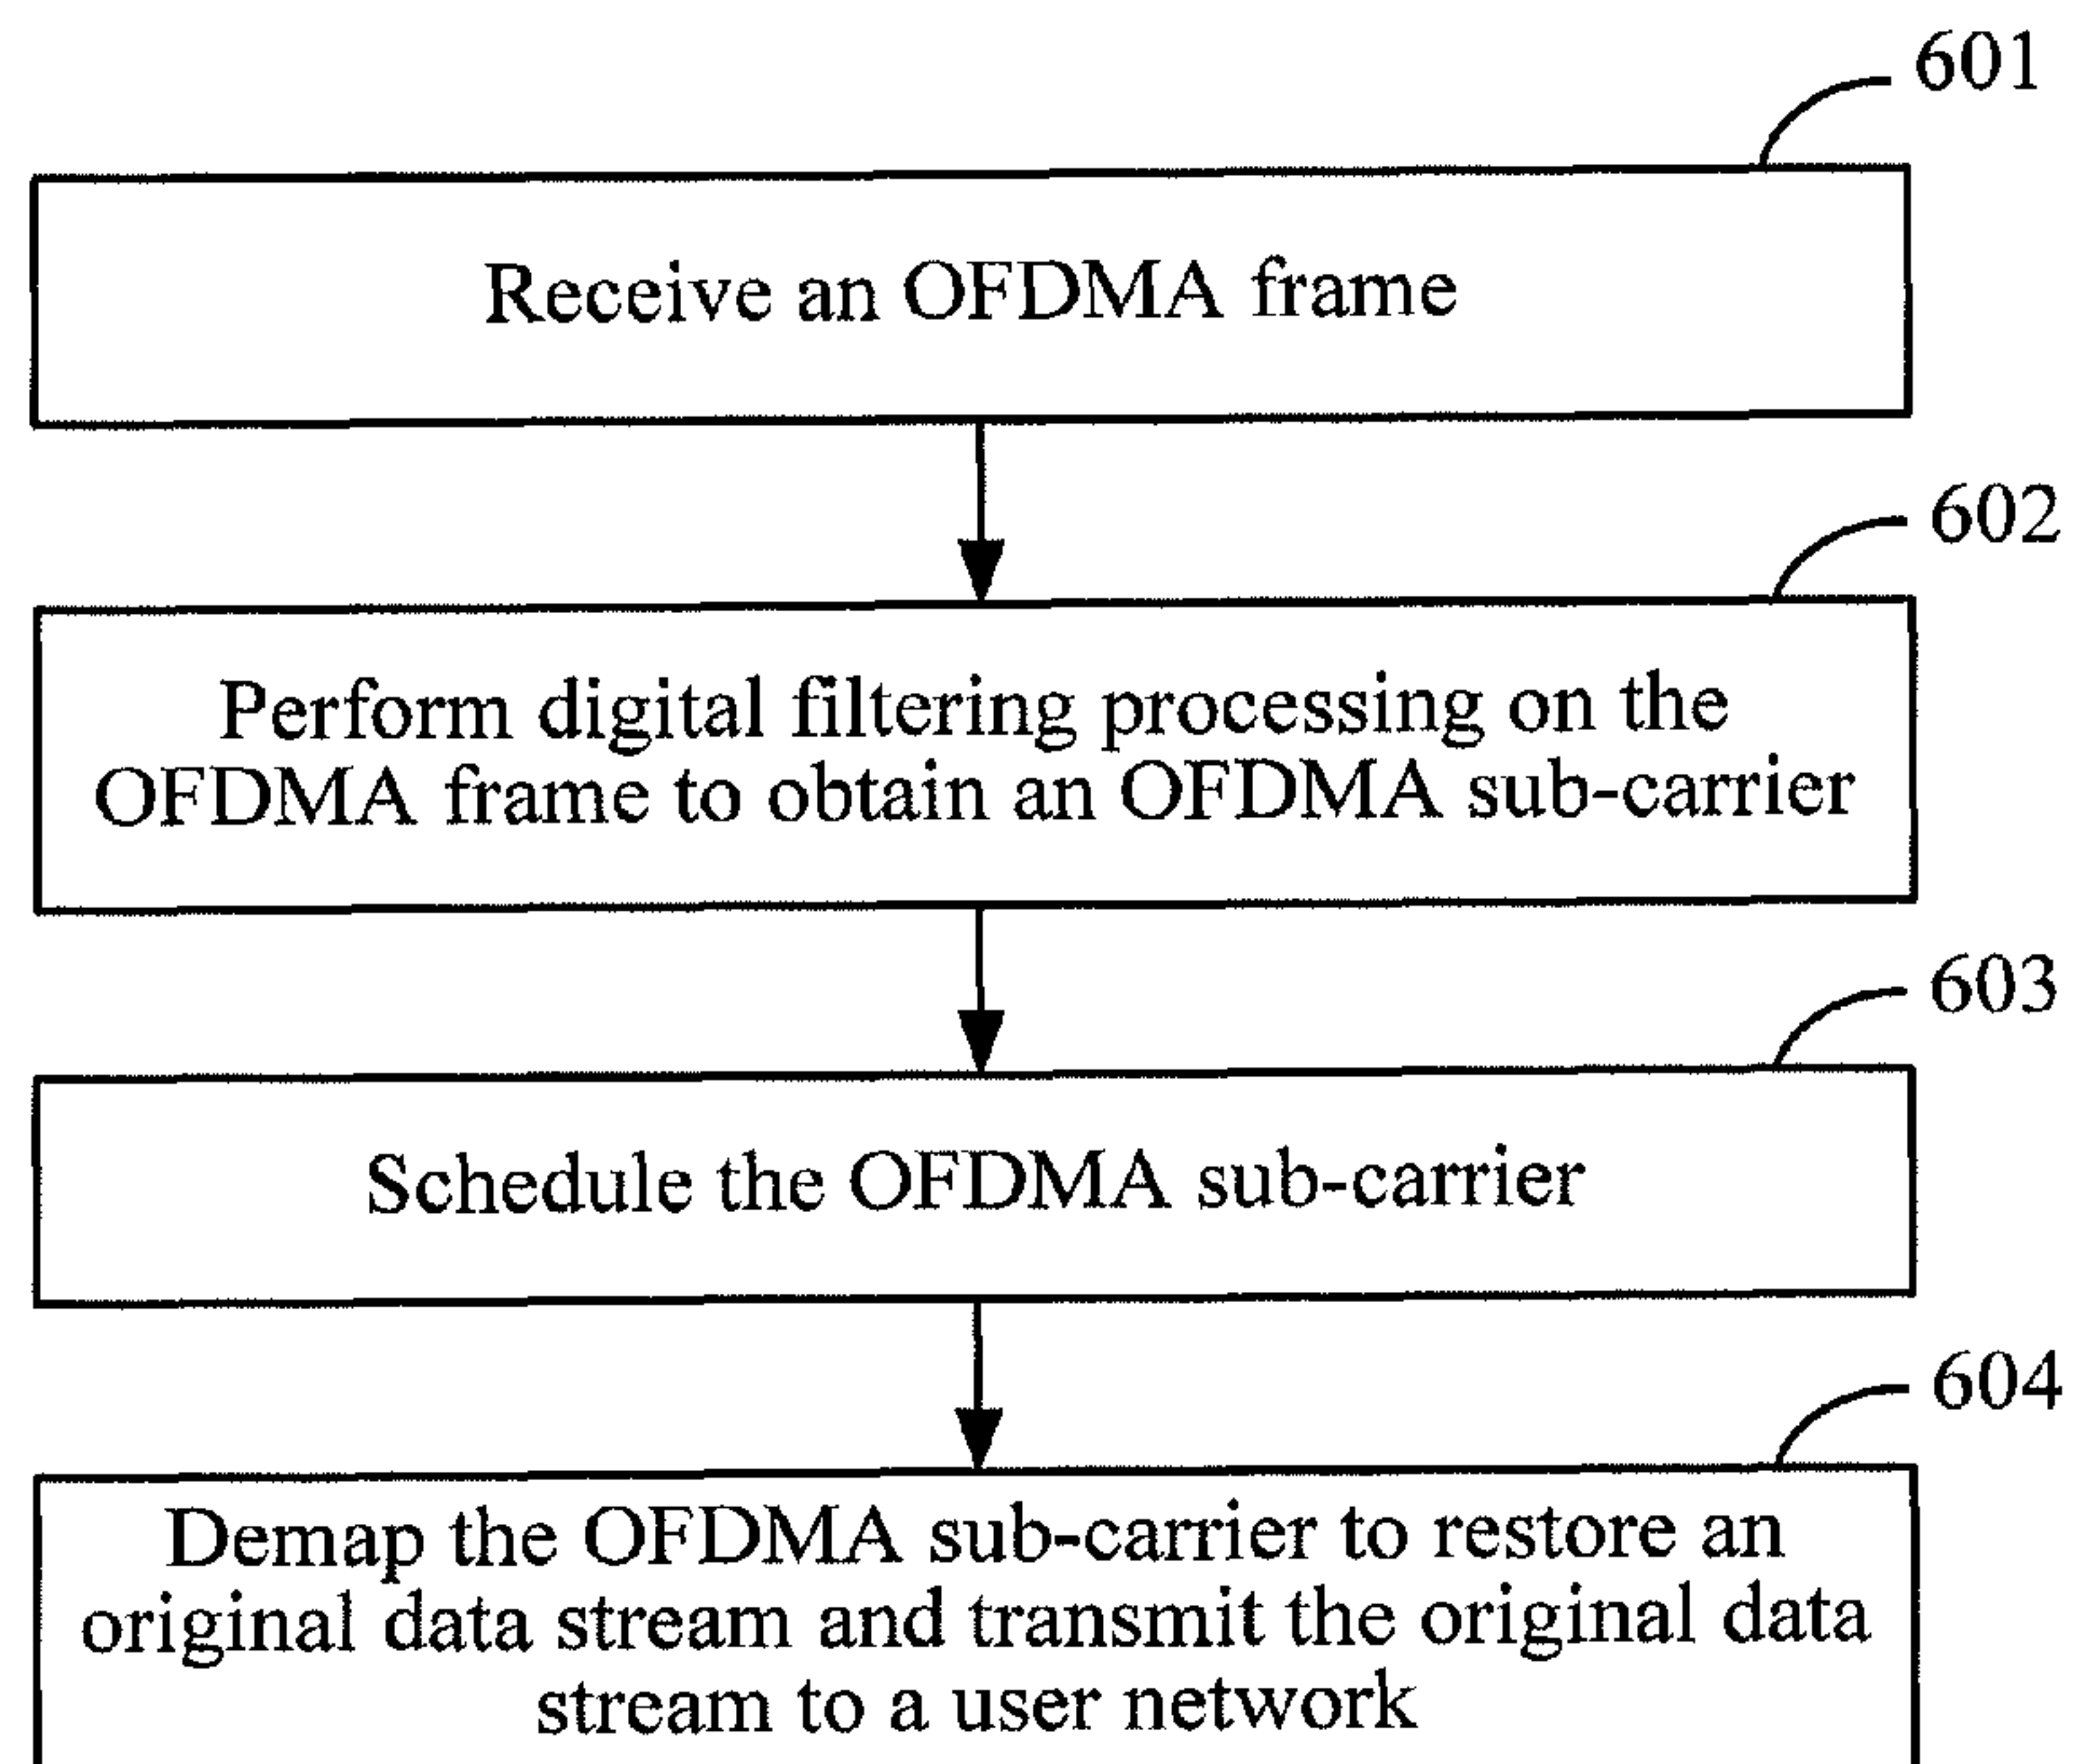 601
Receive an OFDMA frame
602
Perform digital filtering processing on the
OFDMA frame to obtain an OFDMA sub-carrier
603
Schedule the OFDMA sub-carrier
604
Demap the OFDMA sub-carrier to restore an
original data stream and transmit the original data
stream to a user network